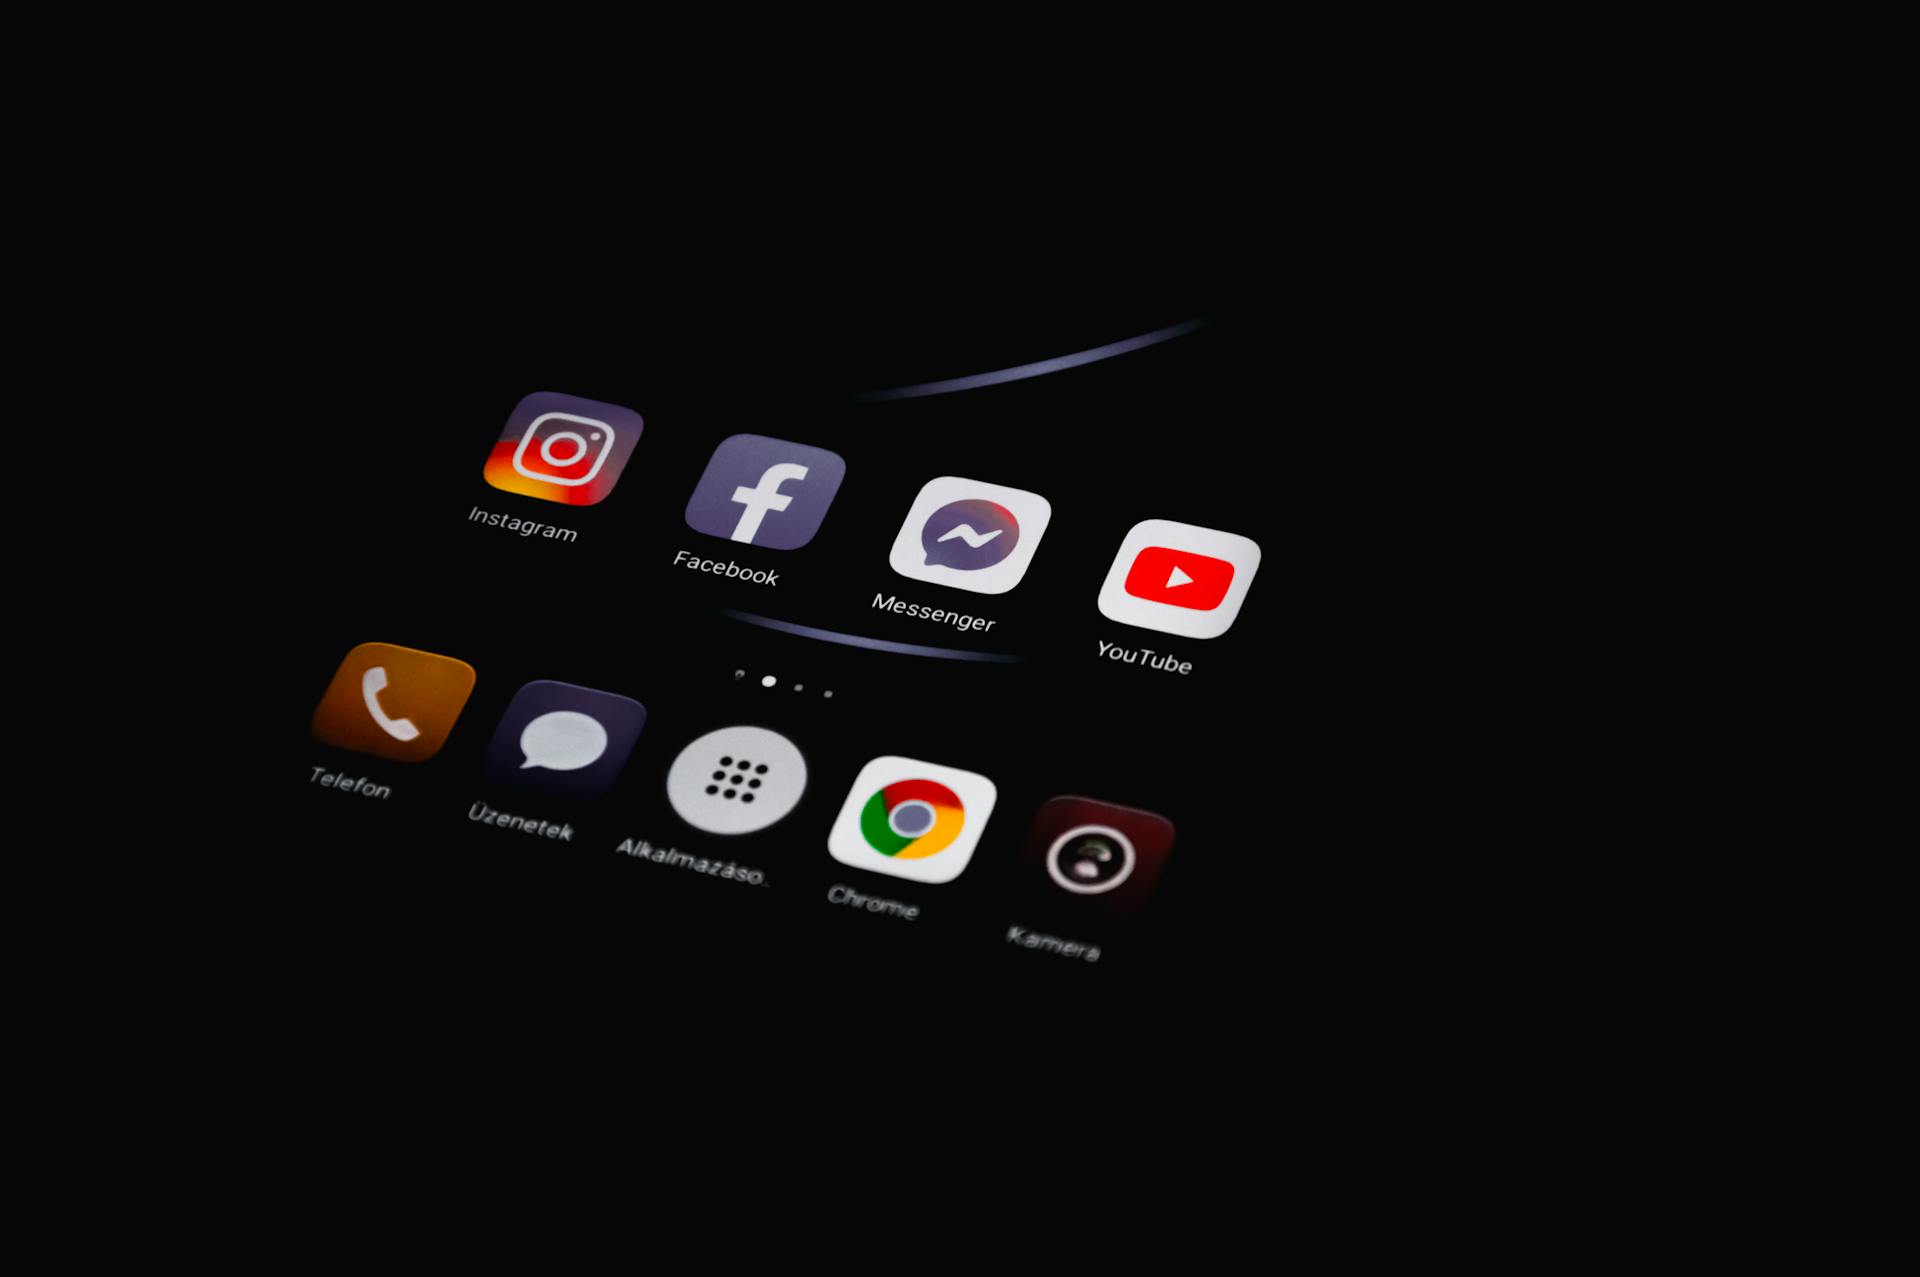 Instagram
Facebook
Messenger
YouTube
Telefon
Üzenetek
Alkalmazáso..
Chrome
Kamera